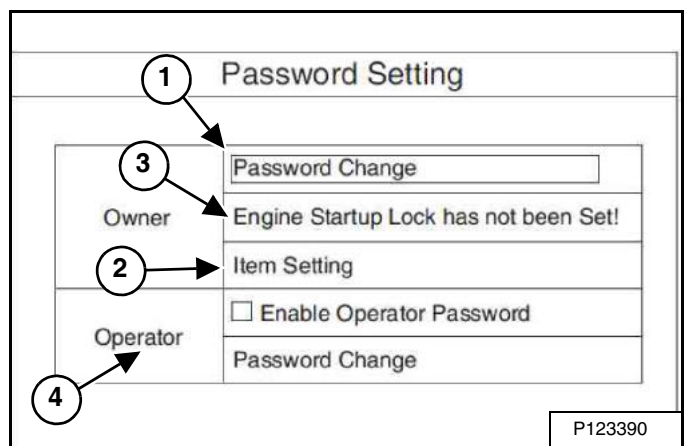 Password Setting
1
Password Change
3
Owner
Engine Startup Lock has not been Set!
2
Item Setting
Enable Operator Password
Operator
Password Change
4
P123390